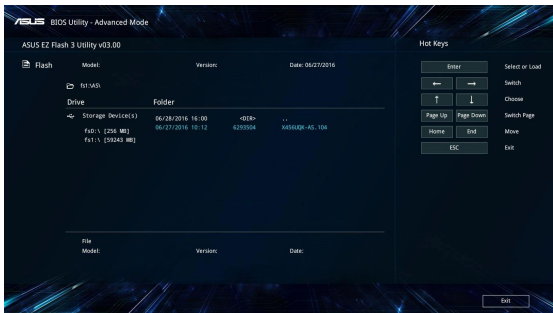 ASUS BIOS Utility - Advanced Mode
ASUS EZ Flash 3 Utility v03.00
Hot Keys
Flash Model: Version: Date: 06/27/2016
fs1:\AS\
Drive Folder
Storage Device(s)
fs0:\ [256 MB]
fs1:\ [59243 MB]
06/28/2016 16:00 <DIR> ..
06/27/2016 10:12 6293504 X456UQK-AS.104
Enter Select or Load
← → Switch
↑ ↓ Choose
Page Up Page Down Switch Page
Home End Move
ESC Exit
File
Model: Version: Date:
Exit